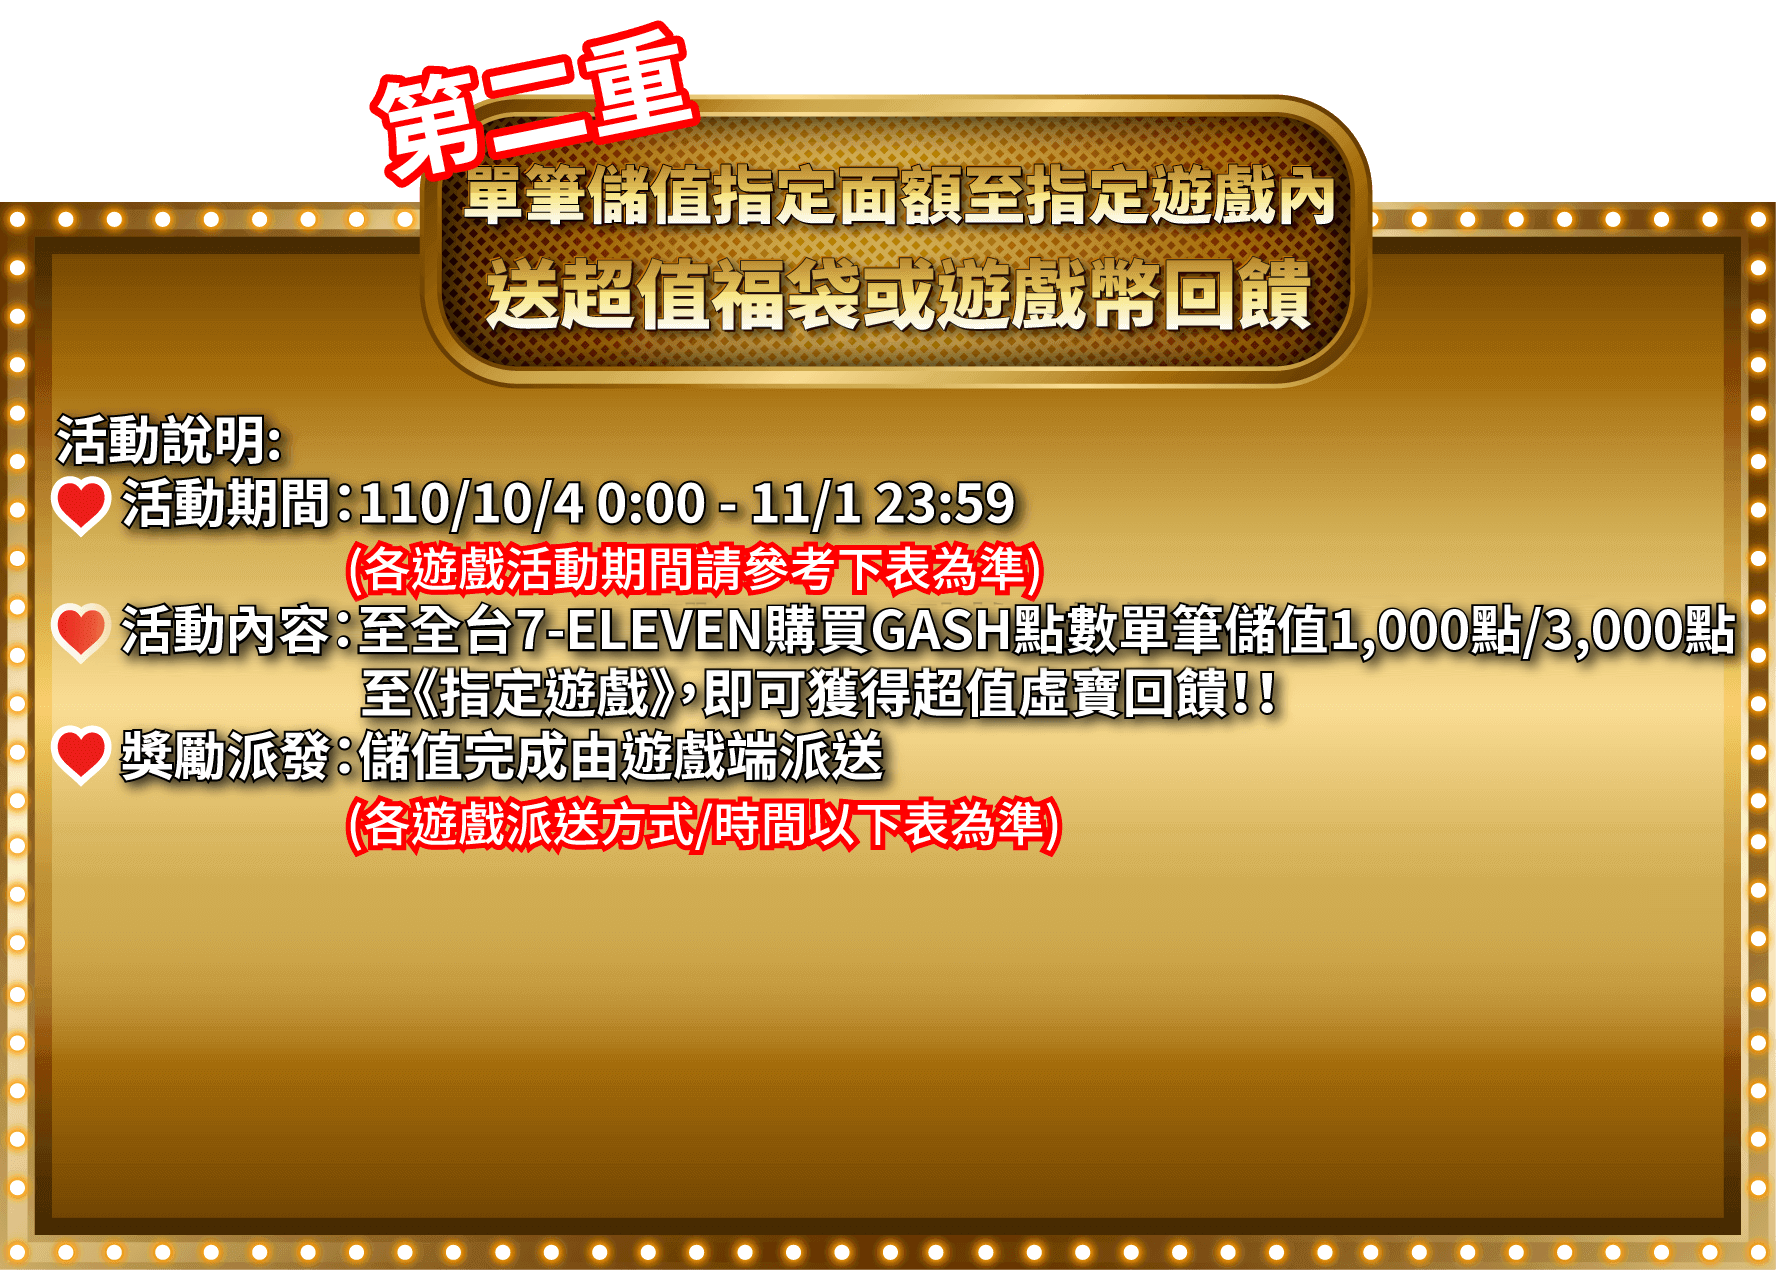 第二重
單筆儲值指定面額至指定遊戲內
送超值福袋或遊戲幣回饋
活動說明:
活動期間：110/10/4 0:00 - 11/1 23:59
(各遊戲活動期間請參考下表為準)
活動內容：至全台7-ELEVEN購買GASH點數單筆儲值1,000點/3,000點
至《指定遊戲》，即可獲得超值虛寶回饋！！
獎勵派發：儲值完成由遊戲端派送
(各遊戲派送方式/時間以下表為準)